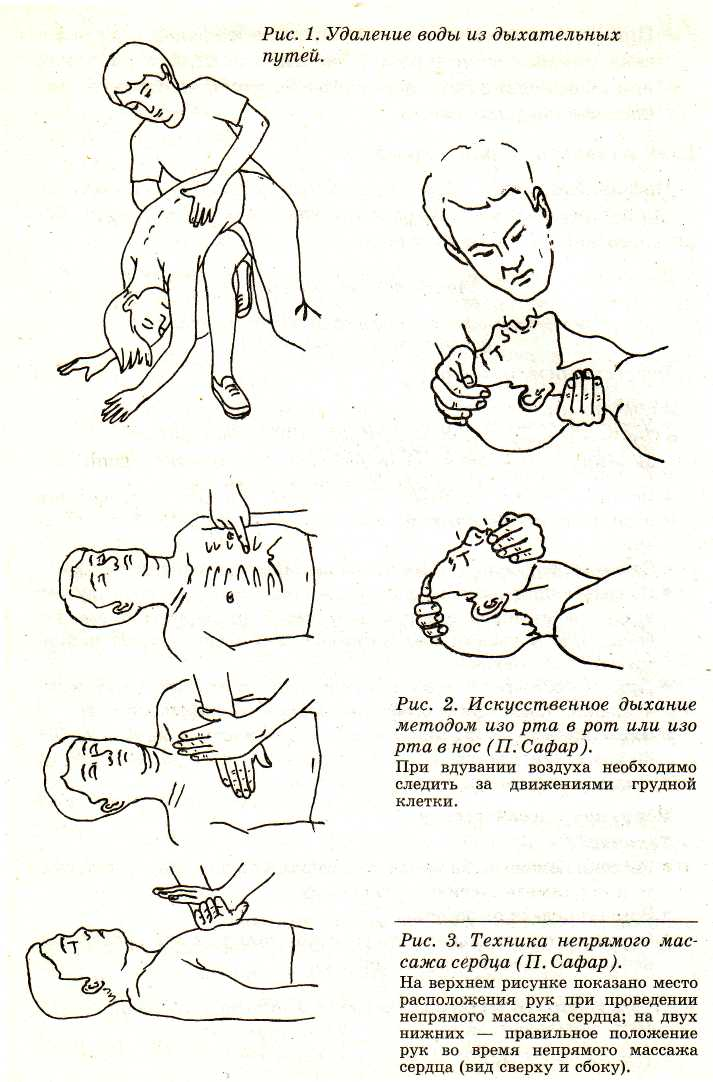 Рис. 1. Удаление воды из дыхательных
путей.
Рис. 2. Искусственное дыхание
методом изо рта в рот или изо
рта в нос (П. Сафар).
При вдувании воздуха необходимо
следить за движениями грудной
клетки.
Рис. 3. Техника непрямого мас-
сажа сердца (П. Сафар).
На верхнем рисунке показано место
расположения рук при проведении
непрямого массажа сердца; на двух
нижних — правильное положение
рук во время непрямого массажа
сердца (вид сверху и сбоку).